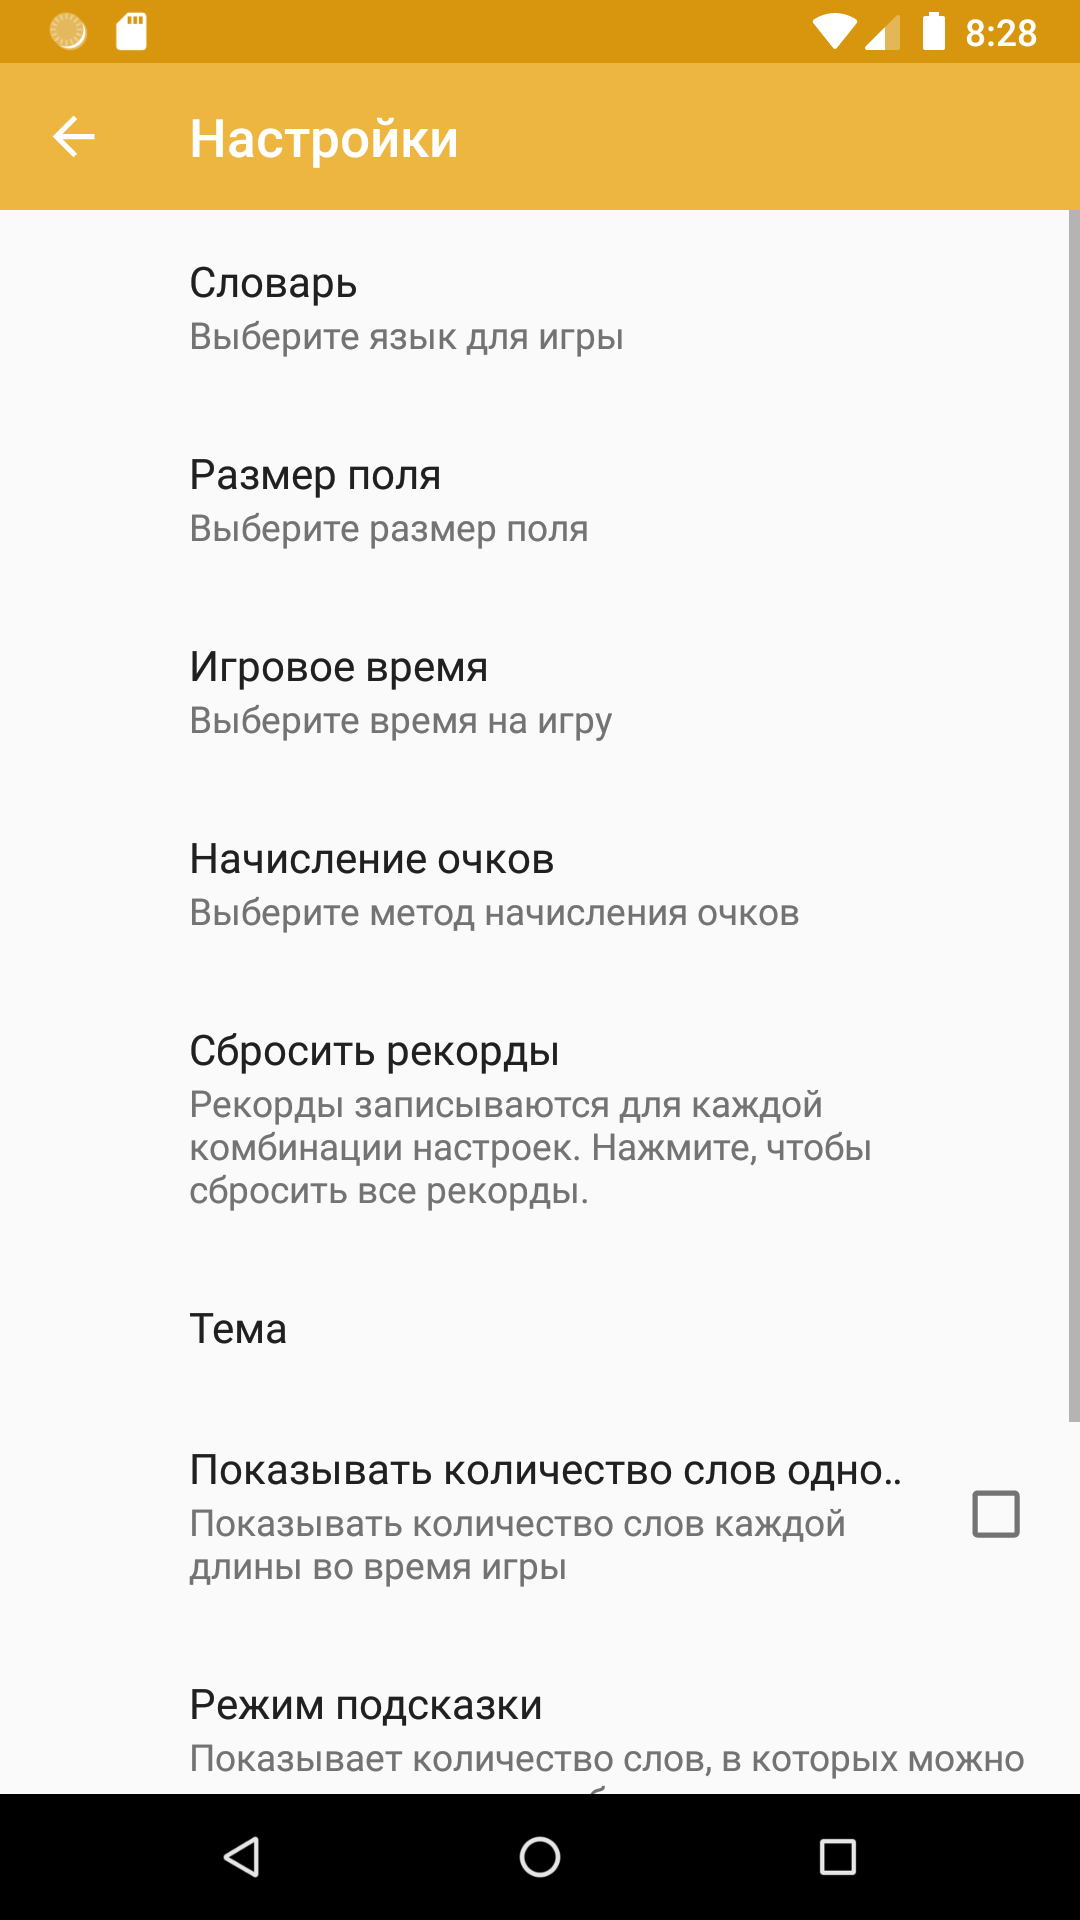 8:28
Настройки
Словарь
Выберите язык для игры
Размер поля
Выберите размер поля
Игровое время
Выберите время на игру
Начисление очков
Выберите метод начисления очков
Сбросить рекорды
Рекорды записываются для каждой
комбинации настроек. Нажмите, чтобы
сбросить все рекорды.
Тема
Показывать количество слов одно..
Показывать количество слов каждой
длины во время игры
Режим подсказки
Показывает количество слов, в которых можно